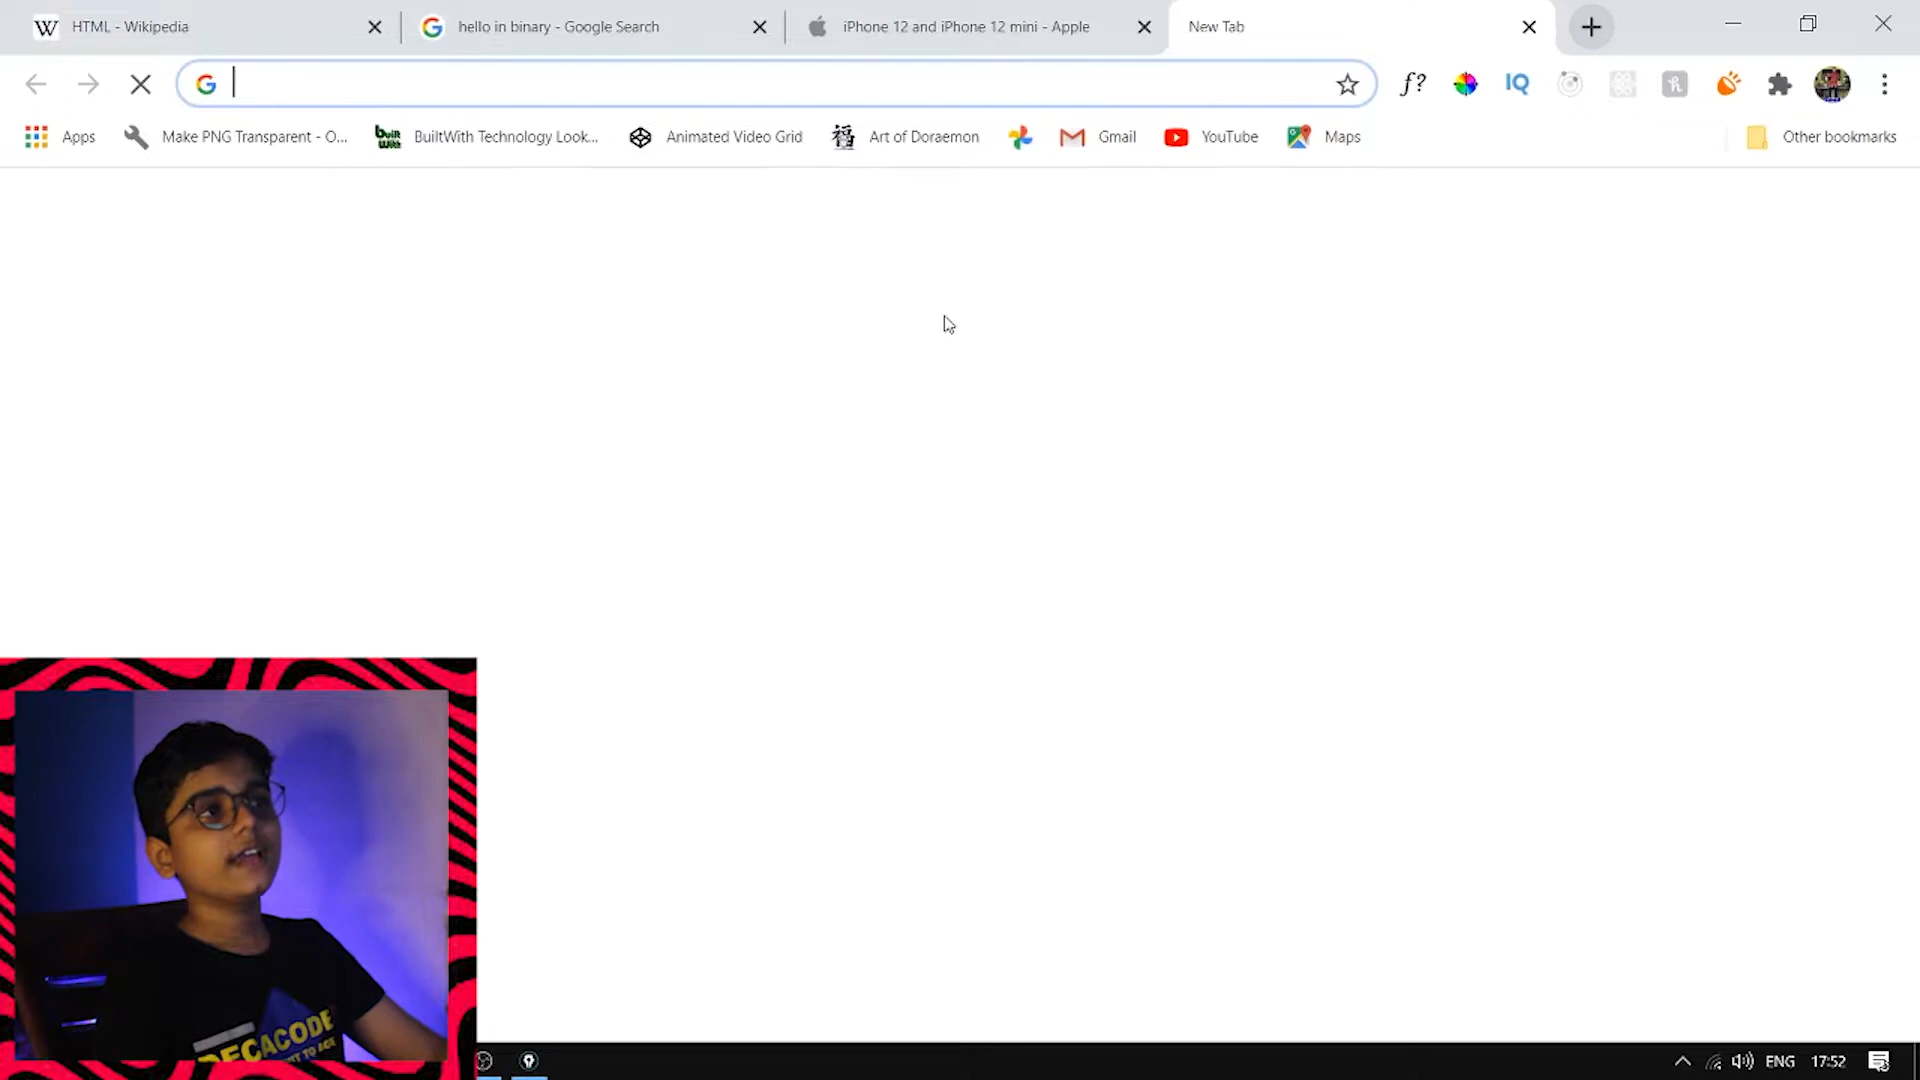 W HTML - Wikipedia
hello in binary - Google Search
iPhone 12 and iPhone 12 mini - Apple
New Tab
f?
IQ
Apps
Make PNG Transparent - O...
built With
BuiltWith Technology Look...
Animated Video Grid
Art of Doraemon
Gmail
YouTube
Maps
Other bookmarks
DECACODE
ENG
17:52